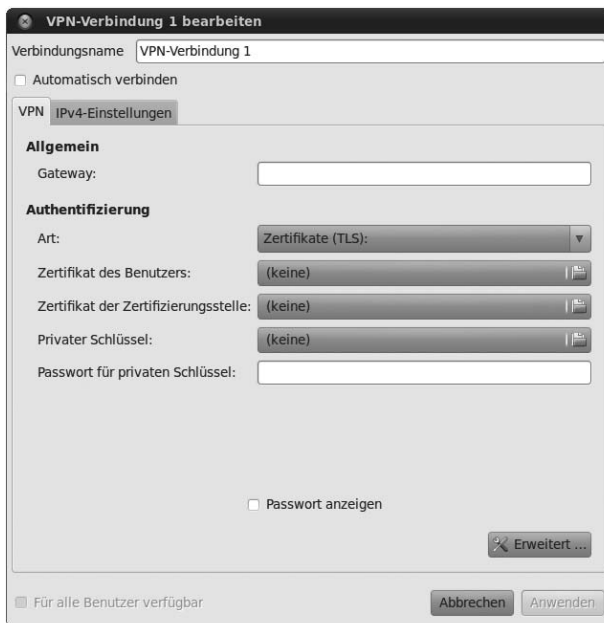 VPN-Verbindung 1 bearbeiten
Verbindungsname VPN-Verbindung 1
Automatisch verbinden
VPN IPv4-Einstellungen
Allgemein
Gateway:
Authentifizierung
Art: Zertifikate (TLS):
Zertifikat des Benutzers: (keine)
Zertifikat der Zertifizierungsstelle: (keine)
Privater Schlüssel: (keine)
Passwort für privaten Schlüssel:
Passwort anzeigen
Erweitert ...
Für alle Benutzer verfügbar Abbrechen Anwenden